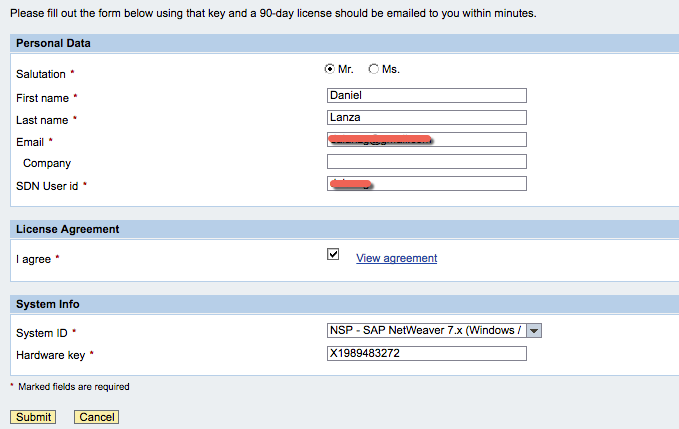 Please fill out the form below using that key and a 90-day license should be emailed to you within minutes.
Personal Data
Salutation * Mr. Ms.
First name * Daniel
Last name * Lanza
Email *
Company
SDN User id *
License Agreement
I agree * View agreement
System Info
System ID * NSP - SAP NetWeaver 7.x (Windows /
Hardware key * X1989483272
* Marked fields are required
Submit Cancel